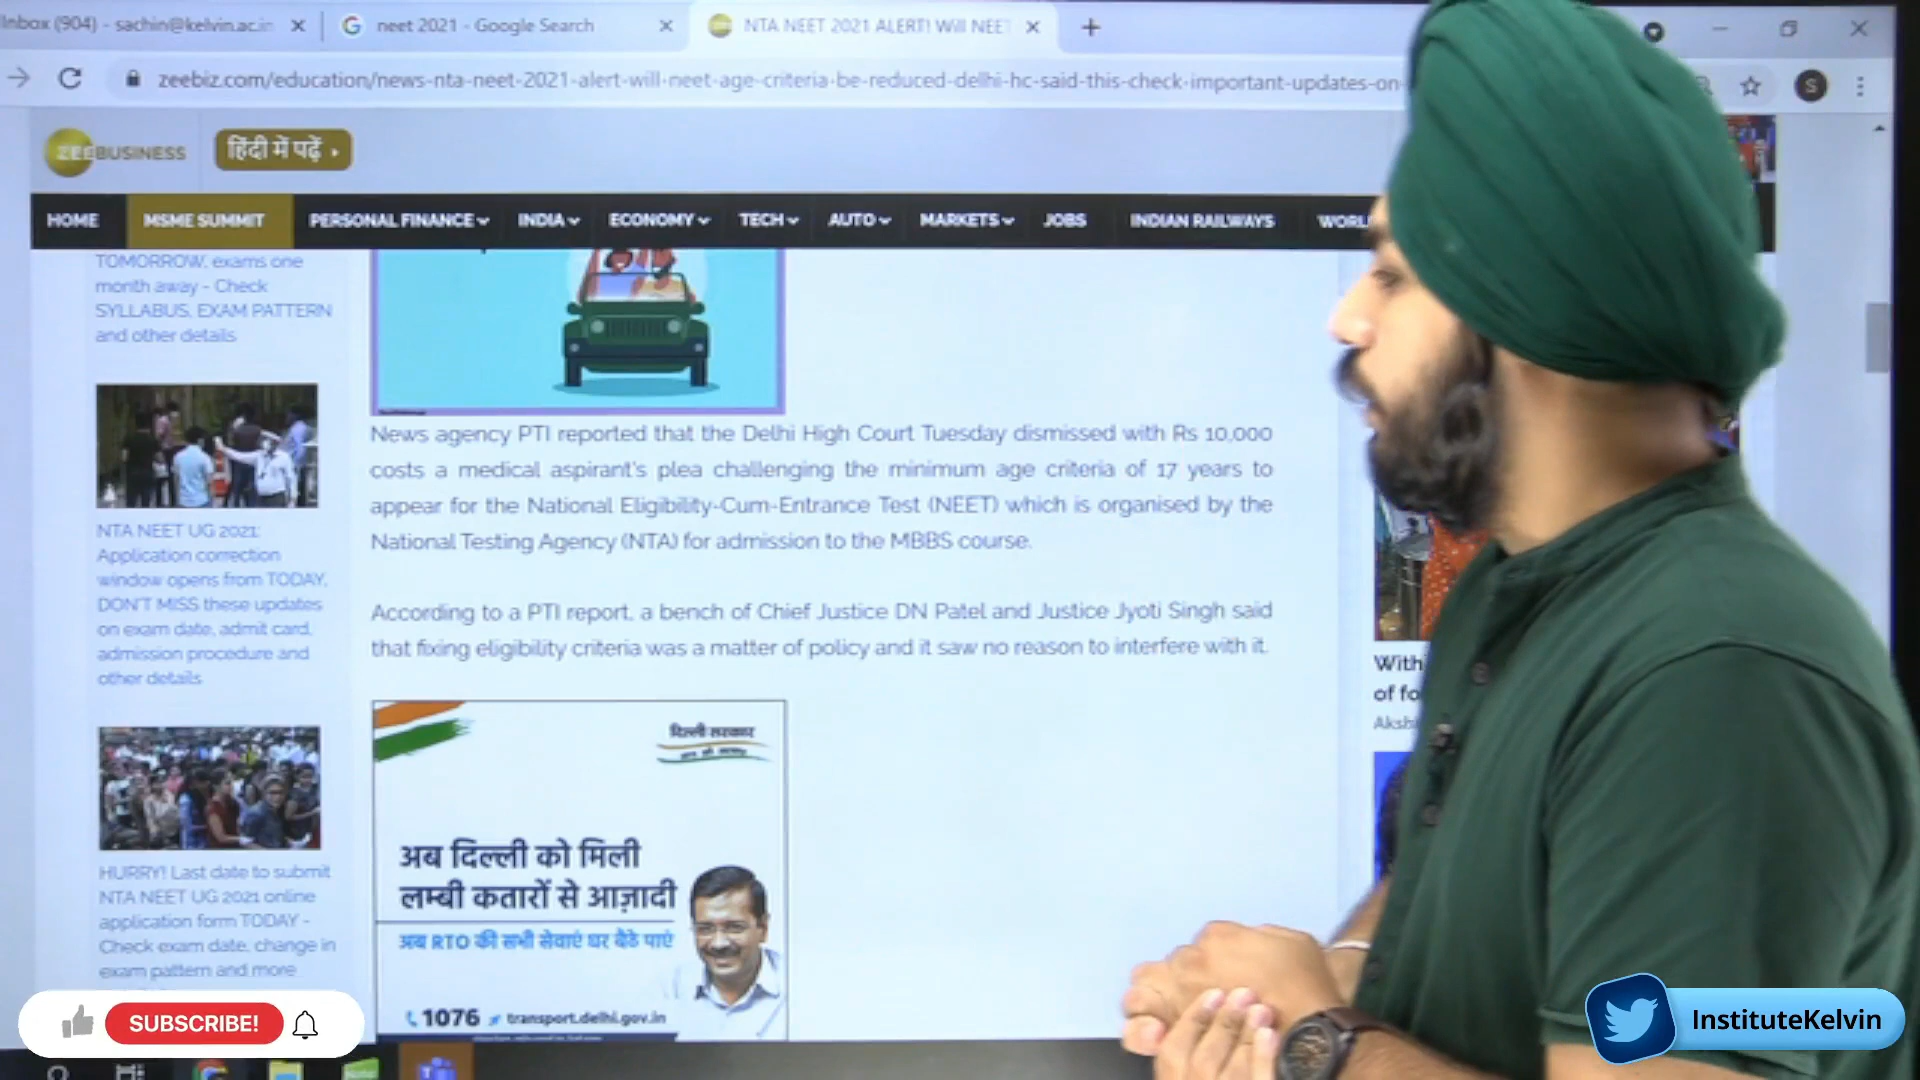 Inbox (904) - sachin@kelvin.ac.in
neet 2021 - Google Search
NTA NEET 2021 ALERT! Will NEET
zeebiz.com/education/news-nta-neet-2021-alert-will-neet-age-criteria-be-reduced-delhi-hc-said-this-check-important-updates-on-
S
ZEEBUSINESS
हिंदी में पढ़ें
HOME MSME SUMMIT PERSONAL FINANCE INDIA ECONOMY TECH AUTO MARKETS JOBS INDIAN RAILWAYS WORL
TOMORROW, exams one
month away - Check
SYLLABUS, EXAM PATTERN
and other details
NTA NEET UG 2021:
Application correction
window opens from TODAY,
DON'T MISS these updates
on exam date, admit card,
admission procedure and
other details
HURRY! Last date to submit
NTA NEET UG 2021 online
application form TODAY -
Check exam date, change in
exam pattern and more
News agency PTI reported that the Delhi High Court Tuesday dismissed with Rs 10,000
costs a medical aspirant's plea challenging the minimum age criteria of 17 years to
appear for the National Eligibility-Cum-Entrance Test (NEET) which is organised by the
National Testing Agency (NTA) for admission to the MBBS course.
According to a PTI report, a bench of Chief Justice DN Patel and Justice Jyoti Singh said
that fixing eligibility criteria was a matter of policy and it saw no reason to interfere with it.
दिल्ली सरकार
आप की सरकार
अब दिल्ली को मिली
लम्बी कतारों से आज़ादी
अब RTO की सभी सेवाएं घर बैठे पाएं
1076 transport.delhi.gov.in
With
of fo
Aksh
SUBSCRIBE!
InstituteKelvin